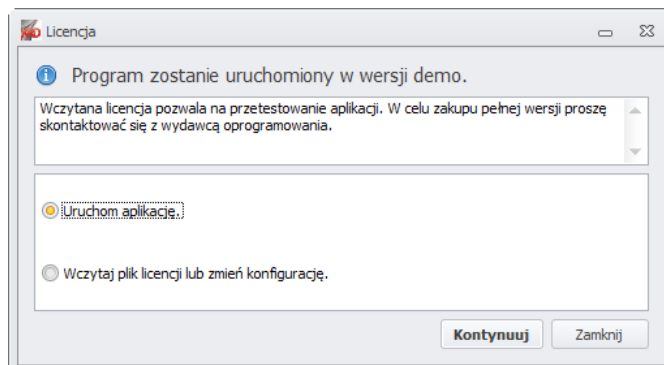 Licencja
Program zostanie uruchomiony w wersji demo.
Wczytana licencja pozwala na przetestowanie aplikacji. W celu zakupu pełnej wersji proszę
skontaktować się z wydawcą oprogramowania.
Uruchom aplikację.
Wczytaj plik licencji lub zmień konfigurację.
Kontynuuj
Zamknij